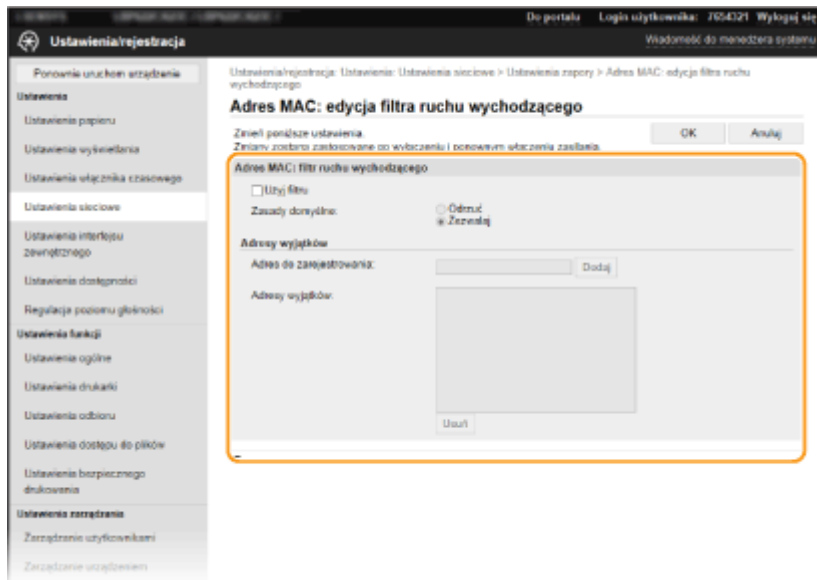 Do portalu Login użytkownika: 7654321 Wyloguj się
Ustawienia/rejestracja
Wiadomość do menedżera systemu
Ponownie uruchom urządzenie
Ustawienia
Ustawienia papieru
Ustawienia wyświetlania
Ustawienia włącznika czasowego
Ustawienia sieciowe
Ustawienia interfejsu
zewnętrznego
Ustawienia dostępności
Regulacja poziomu głośności
Ustawienia funkcji
Ustawienia ogólne
Ustawienia drukarki
Ustawienia odbioru
Ustawienia dostępu do plików
Ustawienia bezpiecznego
drukowania
Ustawienia zarządzania
Zarządzanie użytkownikami
Zarządzanie urządzeniem
Ustawienia/rejestracja: Ustawienia: Ustawienia sieciowe > Ustawienia zapory > Adres MAC: edycja filtra ruchu
wychodzącego
Adres MAC: edycja filtra ruchu wychodzącego
Zmień poniższe ustawienia.
Zmiany zostaną zastosowane po wyłączeniu i ponownym włączeniu zasilania.
OK Anuluj
Adres MAC: filtr ruchu wychodzącego
Użyj filtru
Zasady domyślne: Odrzuć
Zezwalaj
Adresy wyjątków
Adres do zarejestrowania: Dodaj
Adresy wyjątków:
Usuń